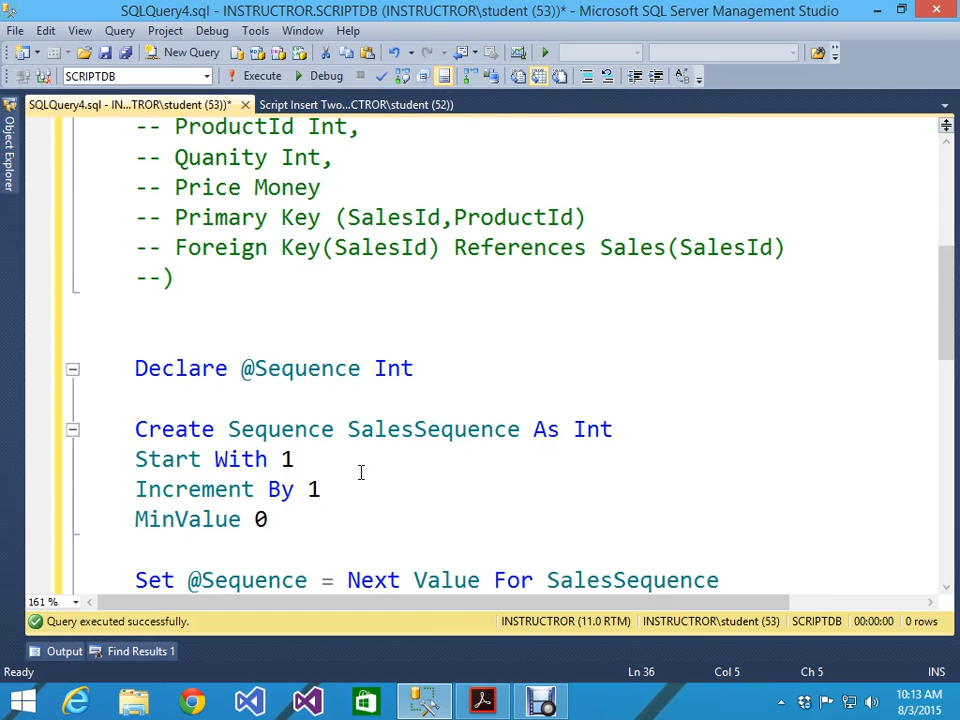 SQLQuery4.sql - INSTRUCTROR.SCRIPTDB (INSTRUCTROR\student (53))* - Microsoft SQL Server Management Studio
File Edit View Query Project Debug Tools Window Help
New Query
SCRIPTDB Execute Debug
SQLQuery4.sql - IN...TROR\student (53))* Script Insert Two...CTROR\student (52))
Object Explorer
-- ProductId Int,
-- Quanity Int,
-- Price Money
-- Primary Key (SalesId,ProductId)
-- Foreign Key(SalesId) References Sales(SalesId)
--)
Declare @Sequence Int
Create Sequence SalesSequence As Int
Start With 1
Increment By 1
MinValue 0
Set @Sequence = Next Value For SalesSequence
161 %
Query executed successfully. INSTRUCTROR (11.0 RTM) INSTRUCTROR\student (53) SCRIPTDB 00:00:00 0 rows
Output Find Results 1
Ready Ln 36 Col 5 Ch 5 INS
10:13 AM
8/3/2015